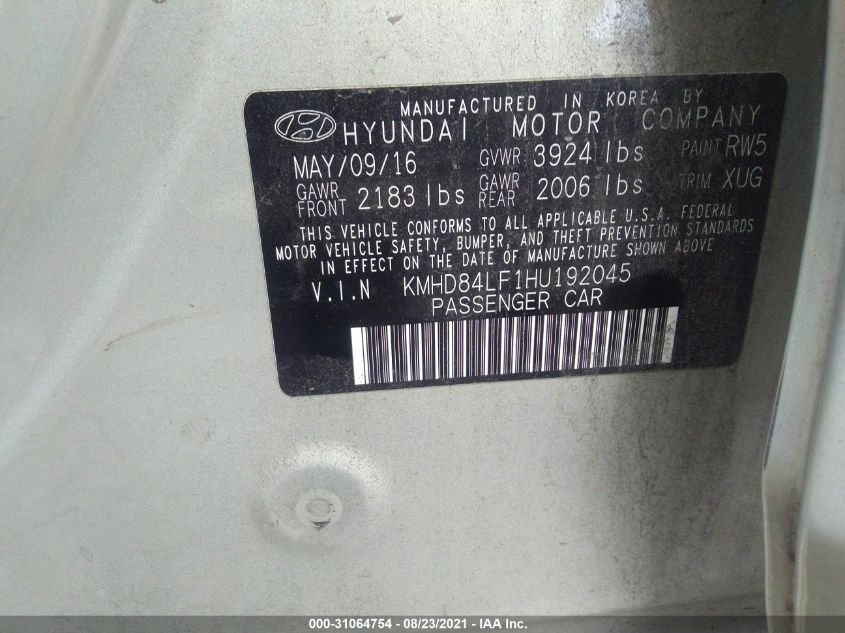 MANUFACTURED IN KOREA BY
HYUNDAI MOTOR COMPANY
MAY/09/16 GVWR 3924 lbs PAINT RW5
GAWR FRONT 2183 lbs GAWR REAR 2006 lbs TRIM XUG
THIS VEHICLE CONFORMS TO ALL APPLICABLE U.S.A. FEDERAL
MOTOR VEHICLE SAFETY, BUMPER, AND THEFT PREVENTION STANDARDS
IN EFFECT ON THE DATE OF MANUFACTURE SHOWN ABOVE
V.I.N KMHD84LF1HU192045
PASSENGER CAR
000-31064754 - 08/23/2021 - IAA Inc.